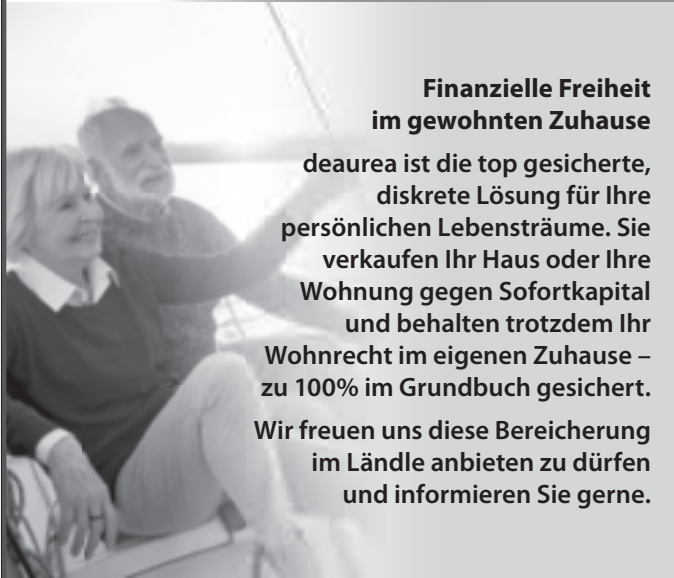 Finanzielle Freiheit
im gewohnten Zuhause
deaurea ist die top gesicherte,
diskrete Lösung für Ihre
persönlichen Lebensträume. Sie
verkaufen Ihr Haus oder Ihre
Wohnung gegen Sofortkapital
und behalten trotzdem Ihr
Wohnrecht im eigenen Zuhause –
zu 100% im Grundbuch gesichert.
Wir freuen uns diese Bereicherung
im Ländle anbieten zu dürfen
und informieren Sie gerne.